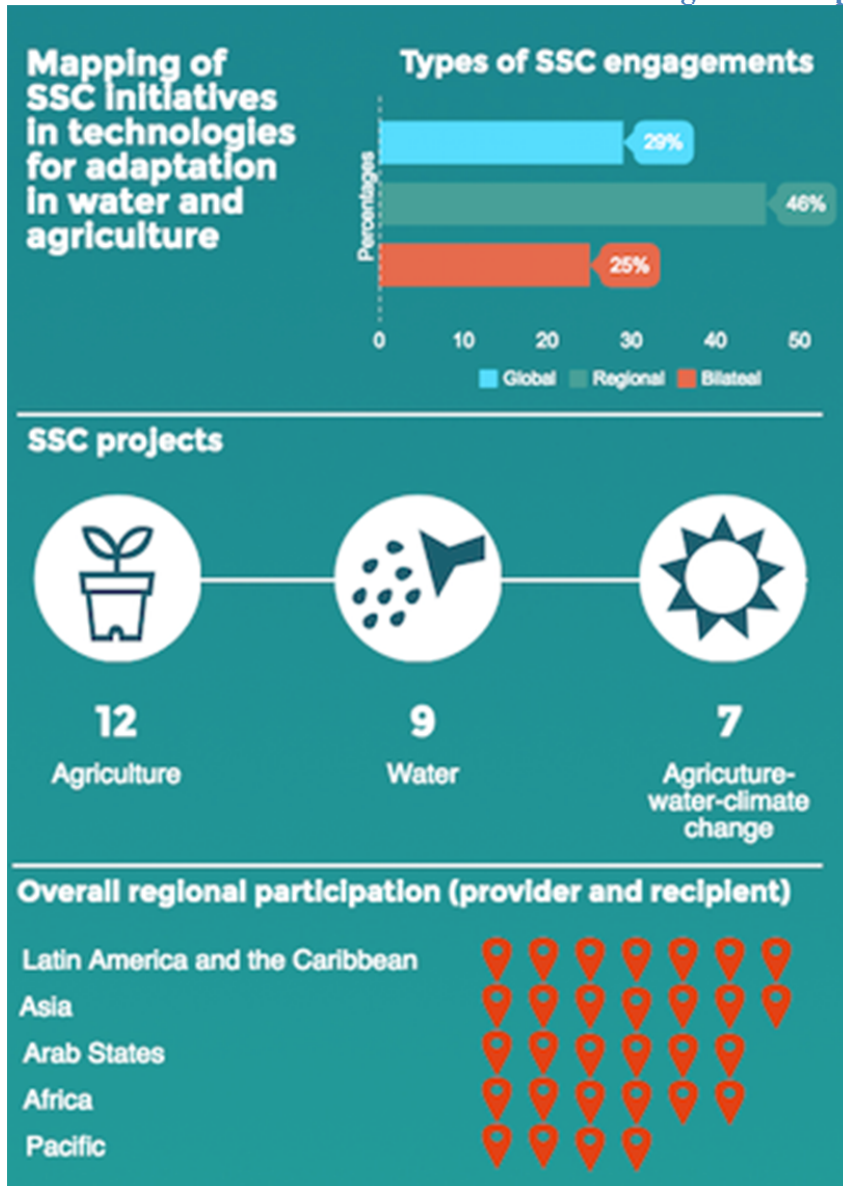 Mapping of
SSC initiatives
in technologies
for adaptation
in water and
agriculture
Types of SSC engagements
Percentages
29%
46%
25%
0 10 20 30 40 50
Global Regional Bilateal
SSC projects
12
Agriculture
9
Water
7
Agricuture-
water-climate
change
Overall regional participation (provider and recipient)
Latin America and the Caribbean
Asia
Arab States
Africa
Pacific